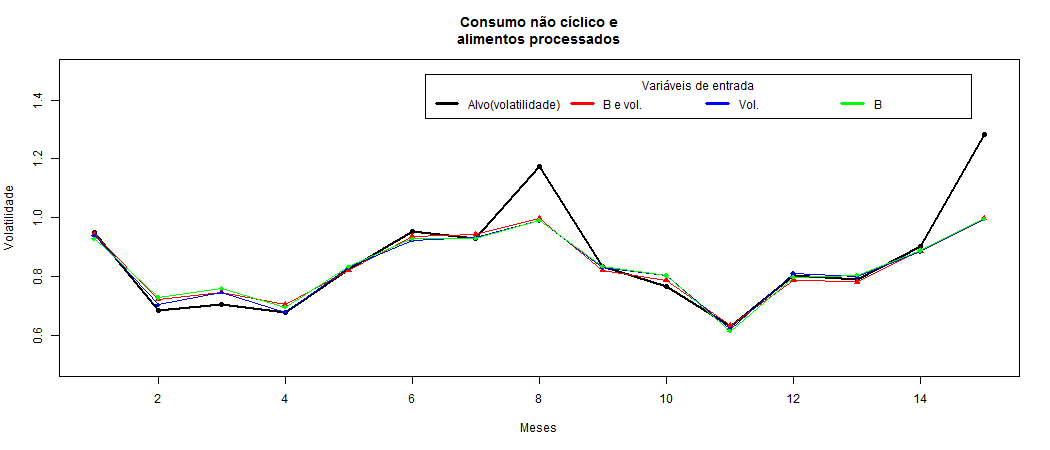 Consumo não cíclico e
alimentos processados
Variáveis de entrada
Alvo(volatilidade) B e vol. Vol. B
Volatilidade
1.4
1.2
1.0
0.8
0.6
2 4 6 8 10 12 14
Meses